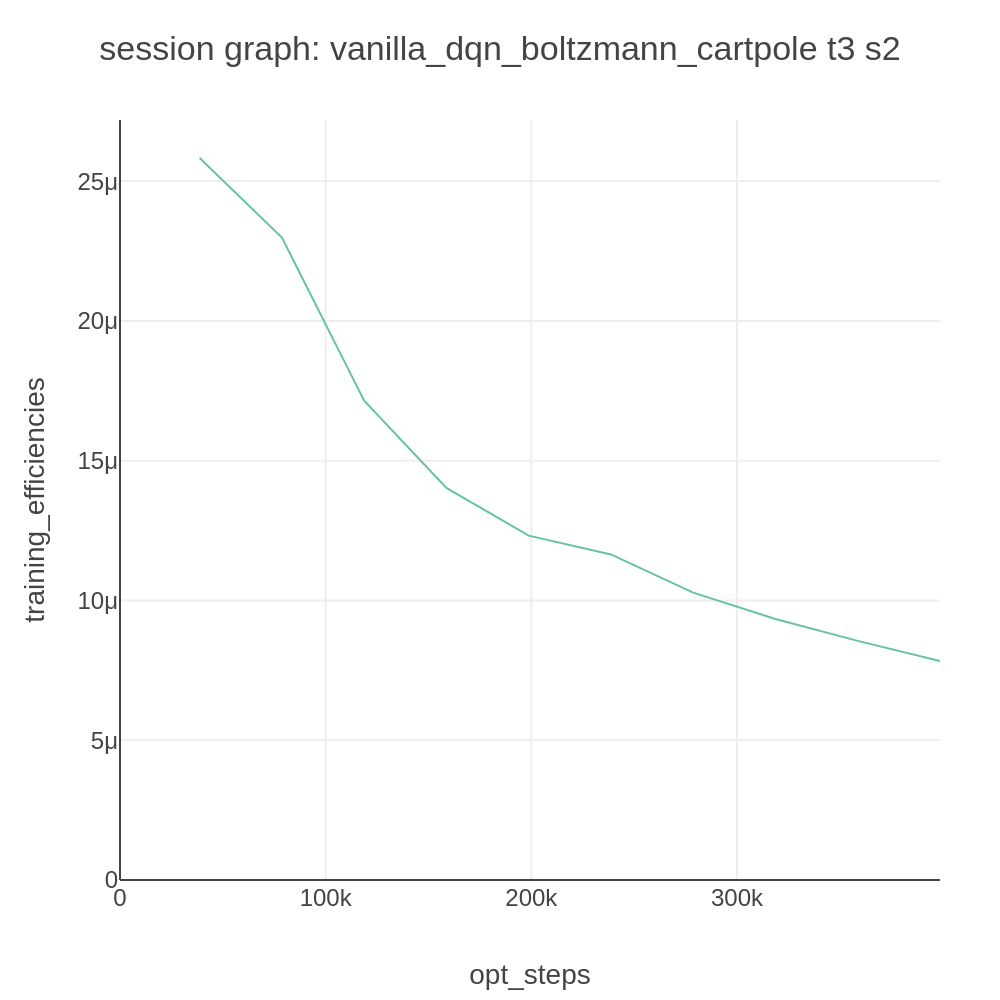 session graph: vanilla_dqn_boltzmann_cartpole t3 s2
training_efficiencies
25μ
20μ
15μ
10μ
5μ
0
0 100k 200k 300k
opt_steps